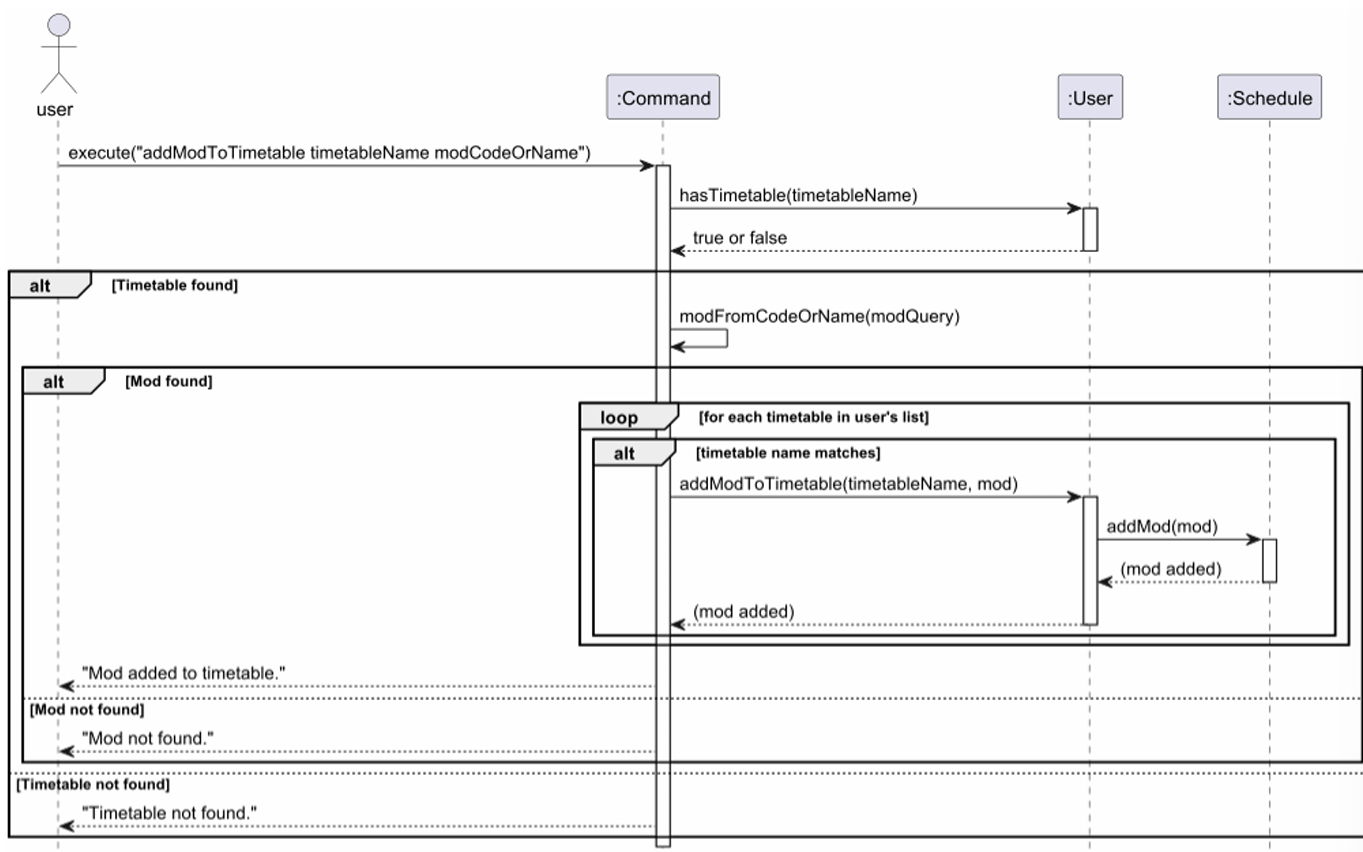 user
:Command
:User
:Schedule
execute("addModToTimetable timetableName modCodeOrName")
hasTimetable(timetableName)
true or false
alt
[Timetable found]
modFromCodeOrName(modQuery)
alt
[Mod found]
loop
[for each timetable in user's list]
alt
[timetable name matches]
addModToTimetable(timetableName, mod)
addMod(mod)
(mod added)
(mod added)
"Mod added to timetable."
[Mod not found]
"Mod not found."
[Timetable not found]
"Timetable not found."